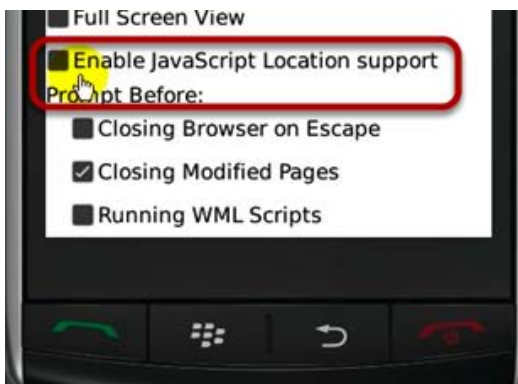 Full Screen View
Enable JavaScript Location support
Prompt Before:
Closing Browser on Escape
Closing Modified Pages
Running WML Scripts